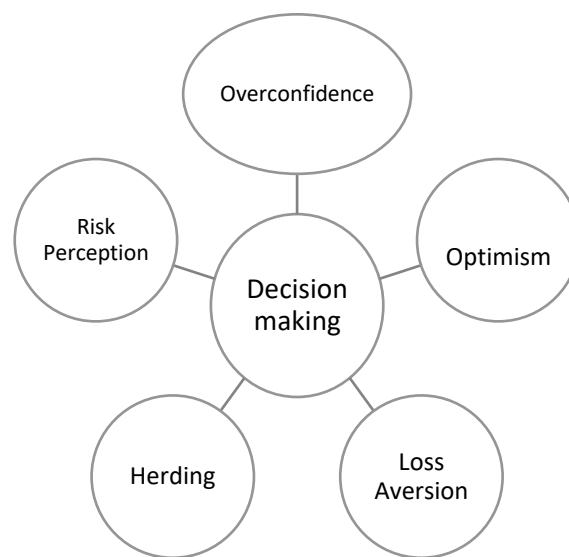 Overconfidence
Risk
Perception
Optimism
Decision
making
Herding
Loss
Aversion